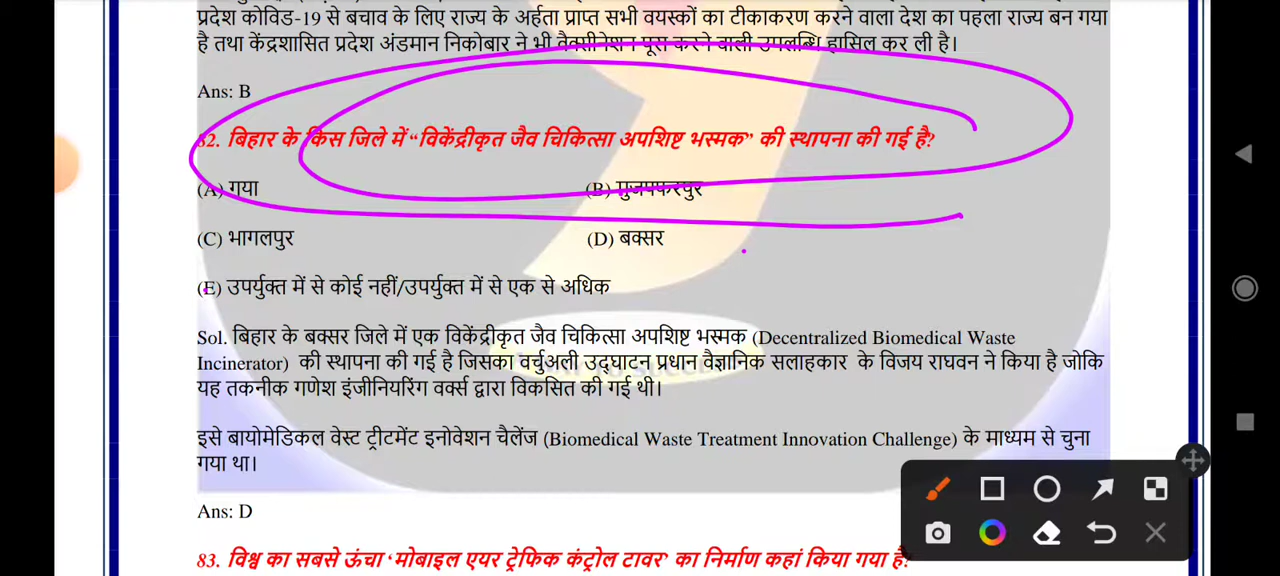 प्रदेश कोविड-19 से बचाव के लिए राज्य के अर्हता प्राप्त सभी वयस्कों का टीकाकरण करने वाला देश का पहला राज्य बन गया
है तथा केंद्रशासित प्रदेश अंडमान निकोबार ने भी वैक्सीनेशन पूरा करने वाली उपलब्धि हासिल कर ली है।
Ans: B
82. बिहार के किस जिले में “विकेंद्रीकृत जैव चिकित्सा अपशिष्ट भस्मक” की स्थापना की गई है?
(A) गया (B) मुजफ्फरपुर
(C) भागलपुर (D) बक्सर
(E) उपर्युक्त में से कोई नहीं/उपर्युक्त में से एक से अधिक
Sol. बिहार के बक्सर जिले में एक विकेंद्रीकृत जैव चिकित्सा अपशिष्ट भस्मक (Decentralized Biomedical Waste
Incinerator) की स्थापना की गई है जिसका वर्चुअली उद्घाटन प्रधान वैज्ञानिक सलाहकार के विजय राघवन ने किया है जोकि
यह तकनीक गणेश इंजीनियरिंग वर्क्स द्वारा विकसित की गई थी।
इसे बायोमेडिकल वेस्ट ट्रीटमेंट इनोवेशन चैलेंज (Biomedical Waste Treatment Innovation Challenge) के माध्यम से चुना
गया था।
Ans: D
83. विश्व का सबसे ऊंचा ‘मोबाइल एयर ट्रेफिक कंट्रोल टावर’ का निर्माण कहां किया गया है?